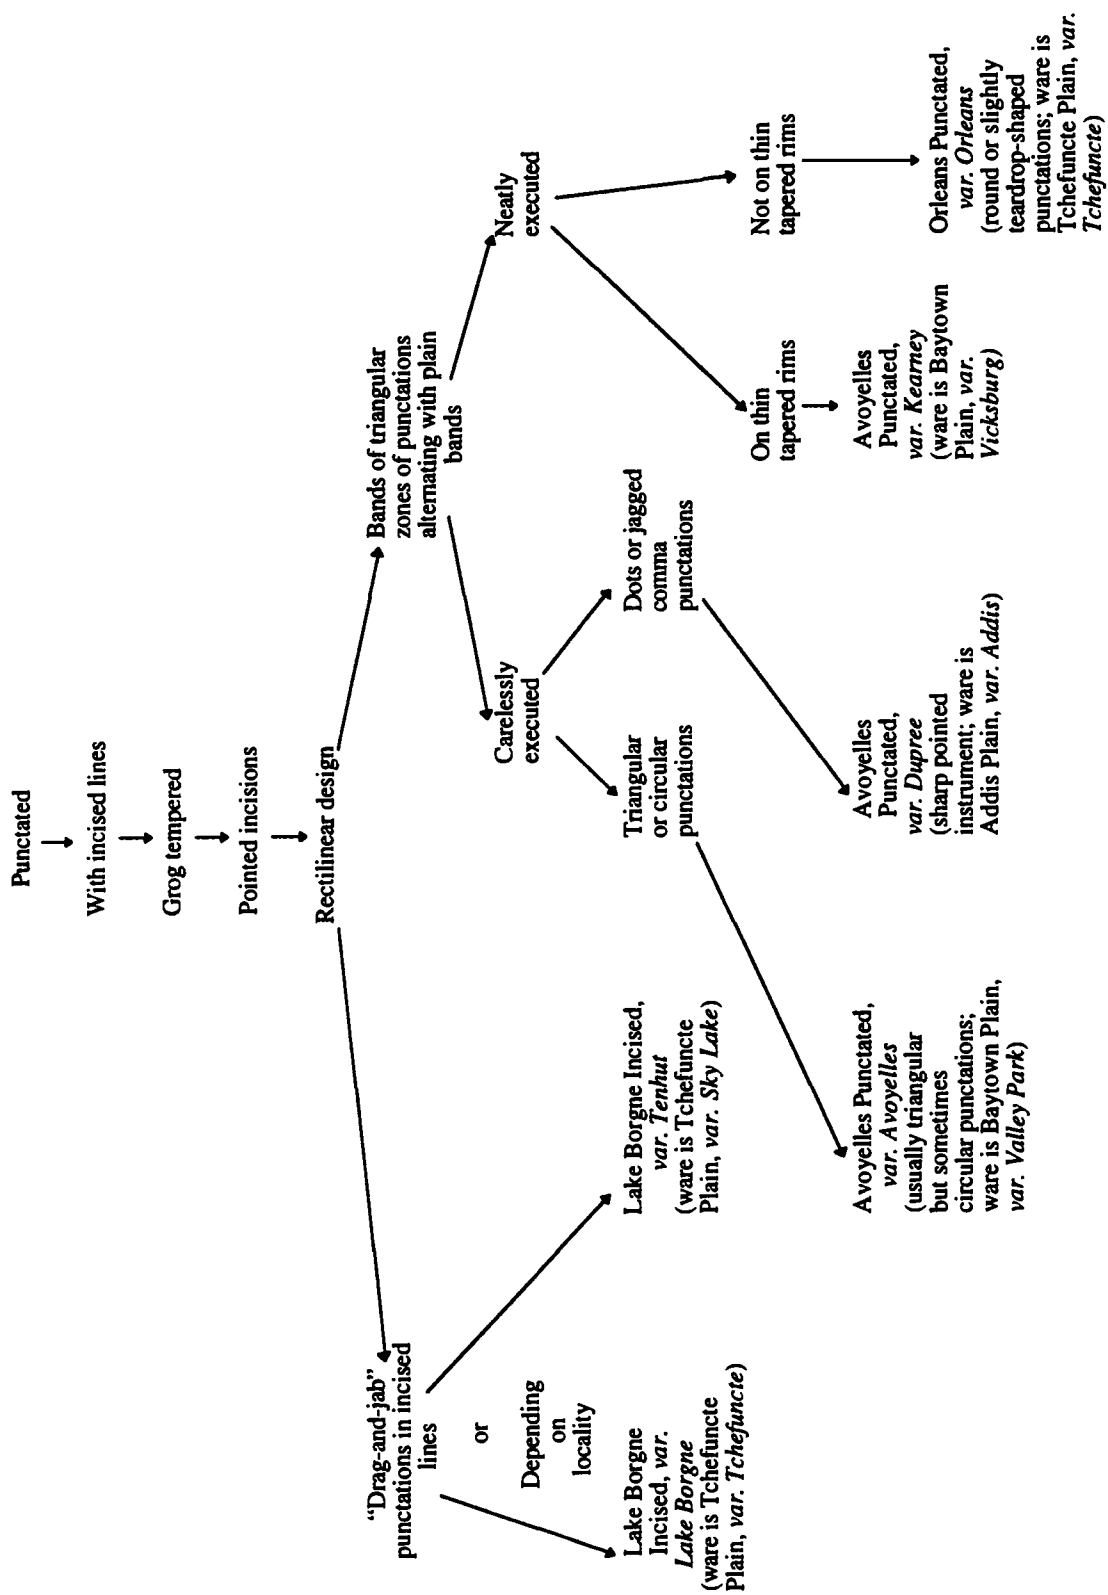 Punctated
With incised lines
Grog tempered
Pointed incisions
Rectilinear design
“Drag-and-jab”
punctations in incised
lines
or
Depending
on
locality
Lake Borgne
Incised, var.
Lake Borgne
(ware is Tchefuncte
Plain, var. Tchefuncte)
Lake Borgne Incised,
var. Tenhut
(ware is Tchefuncte
Plain, var. Sky Lake)
Bands of triangular
zones of punctations
alternating with plain
bands
Carelessly
executed
Triangular
or circular
punctations
Avoyelles Punctated,
var. Avoyelles
(usually triangular
but sometimes
circular punctations;
ware is Baytown Plain,
var. Valley Park)
Dots or jagged
comma
punctations
Avoyelles
Punctated,
var. Dupree
(sharp pointed
instrument; ware is
Addis Plain, var. Addis)
Neatly
executed
On thin
tapered rims
Avoyelles
Punctated,
var. Kearney
(ware is Baytown
Plain, var.
Vicksburg)
Not on thin
tapered rims
Orleans Punctated,
var. Orleans
(round or slightly
teardrop-shaped
punctations; ware is
Tchefuncte Plain, var.
Tchefuncte)